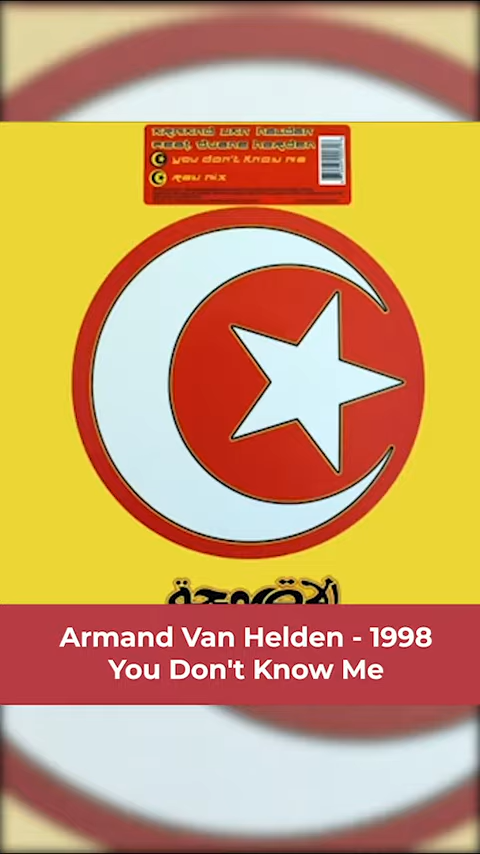 ARMAND VAN HELDEN
FEAT. DUANE HARDEN
YOU DON'T KNOW ME
RAW MIX
Armand Van Helden - 1998
You Don't Know Me